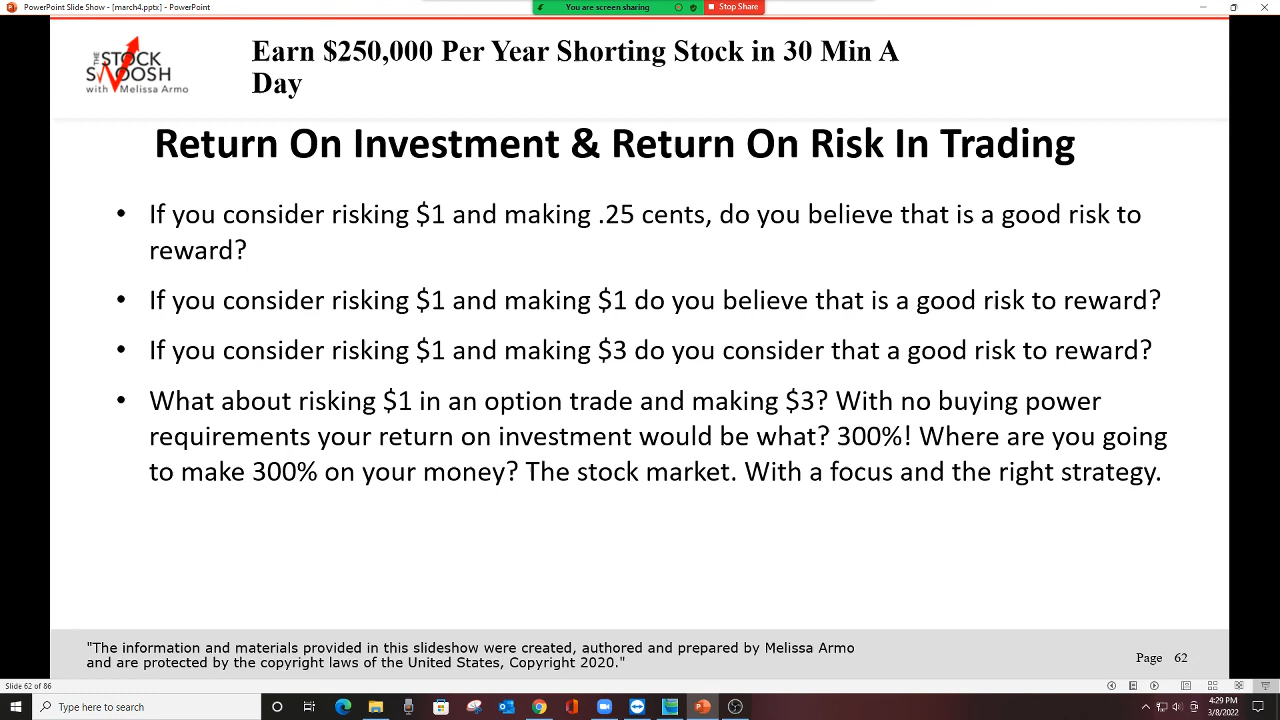 PowerPoint Slide Show - [march4.pptx] - PowerPoint
You are screen sharing
Stop Share
THE
STOCK
SWOOSH
with Melissa Armo
Earn $250,000 Per Year Shorting Stock in 30 Min A
Day
Return On Investment & Return On Risk In Trading
• If you consider risking $1 and making .25 cents, do you believe that is a good risk to
reward?
• If you consider risking $1 and making $1 do you believe that is a good risk to reward?
• If you consider risking $1 and making $3 do you consider that a good risk to reward?
• What about risking $1 in an option trade and making $3? With no buying power
requirements your return on investment would be what? 300%! Where are you going
to make 300% on your money? The stock market. With a focus and the right strategy.
"The information and materials provided in this slideshow were created, authored and prepared by Melissa Armo
and are protected by the copyright laws of the United States, Copyright 2020."
Page 62
Slide 62 of 86
Type here to search
4:29 PM
3/8/2022